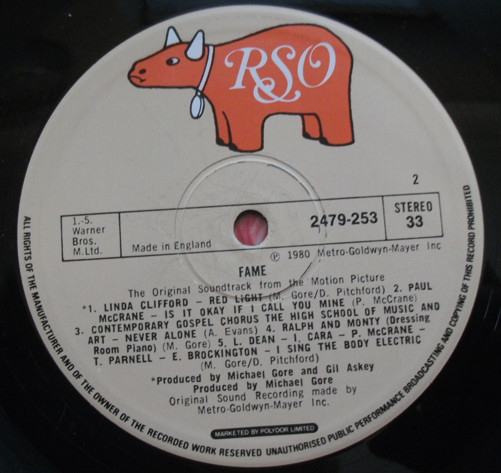 RSO
2
1.-5.
Warner
Bros.
M.Ltd.
Made in England
2479-253
STEREO
33
℗ 1980 Metro-Goldwyn-Mayer Inc
FAME
The Original Soundtrack from the Motion Picture
*1. LINDA CLIFFORD – RED LIGHT (M. Gore/D. Pitchford) 2. PAUL
McCRANE – IS IT OKAY IF I CALL YOU MINE (P. McCrane)
3. CONTEMPORARY GOSPEL CHORUS THE HIGH SCHOOL OF MUSIC AND
ART – NEVER ALONE (A. Evans) 4. RALPH AND MONTY (Dressing
Room Piano) (M. Gore) 5. L. DEAN – I. CARA – P. McCRANE –
T. PARNELL – E. BROCKINGTON – I SING THE BODY ELECTRIC
(M. Gore/D. Pitchford)
*Produced by Michael Gore and Gil Askey
Produced by Michael Gore
Original Sound Recording made by
Metro-Goldwyn-Mayer Inc.
MARKETED BY POLYDOR LIMITED
ALL RIGHTS OF THE MANUFACTURER AND OF THE OWNER OF THE RECORDED WORK RESERVED UNAUTHORISED PUBLIC PERFORMANCE BROADCASTING AND COPYING OF THIS RECORD PROHIBITED